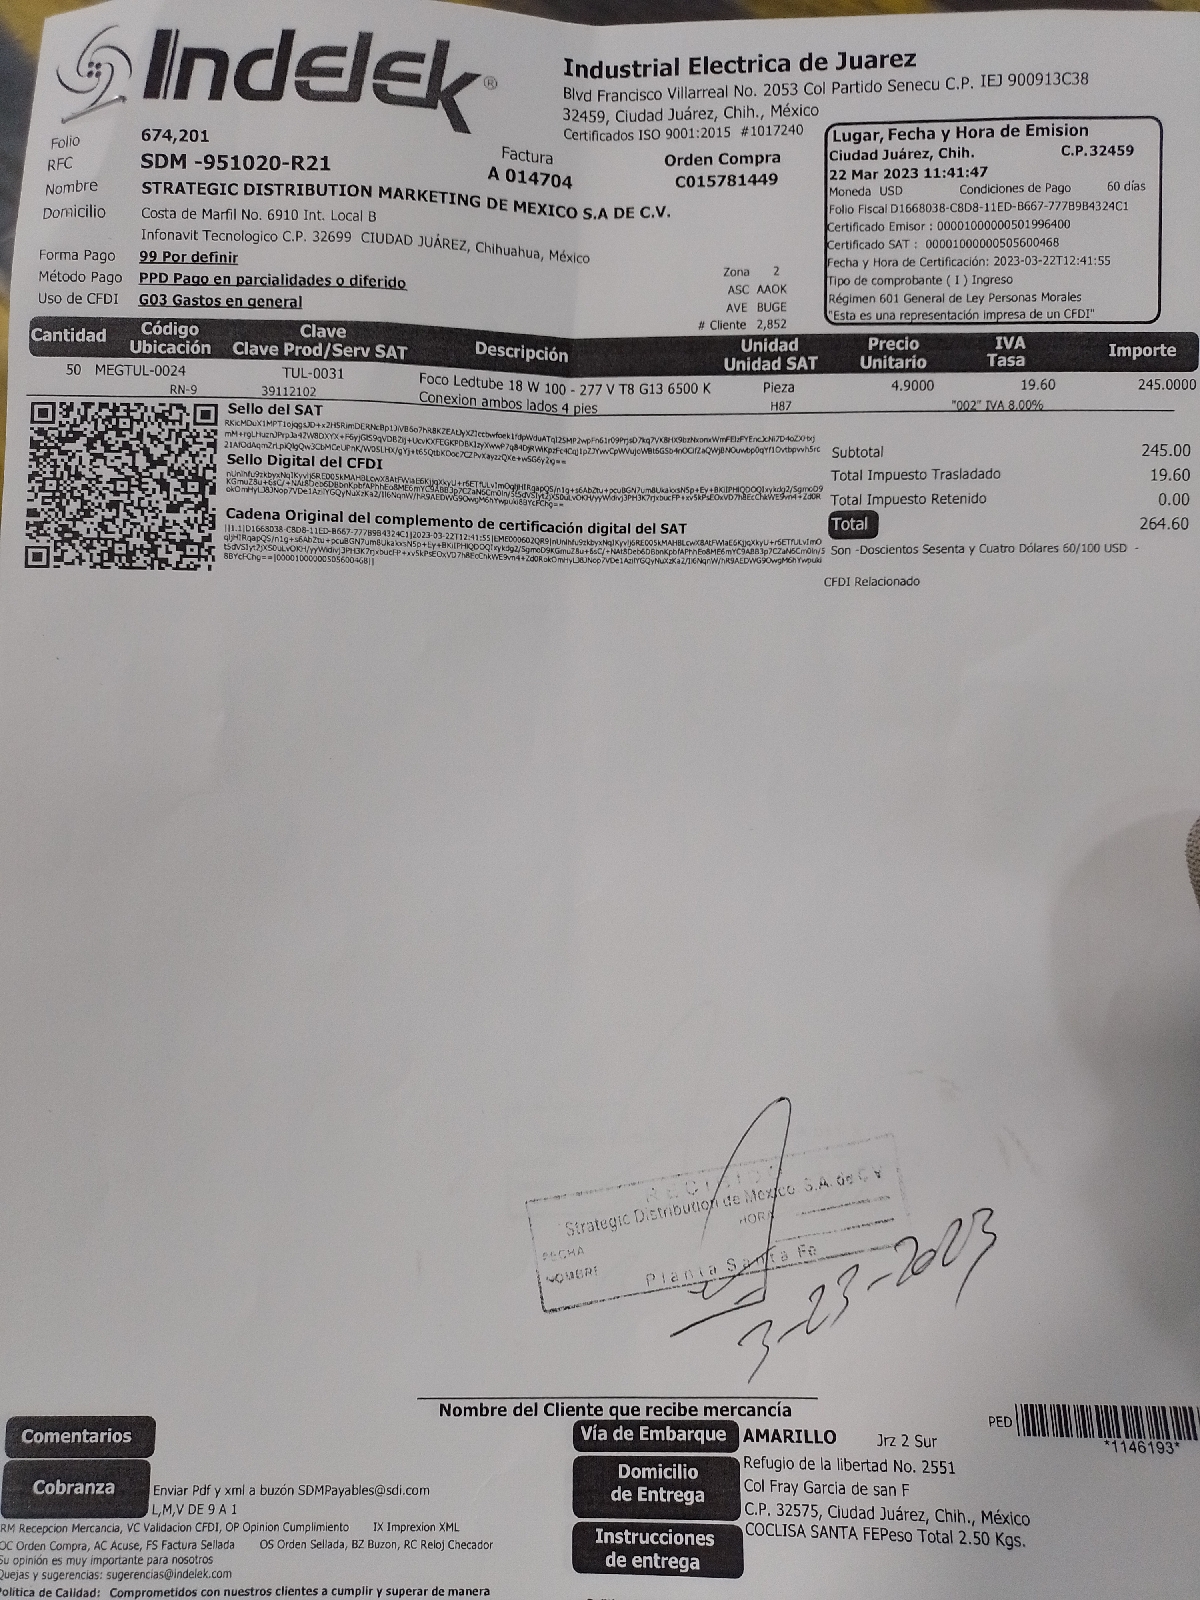 Indelek®
Industrial Electrica de Juarez
Blvd Francisco Villarreal No. 2053 Col Partido Senecu C.P. IEJ 900913C38
32459, Ciudad Juárez, Chih., México
Certificados ISO 9001:2015 #1017240
Folio 674,201
RFC SDM -951020-R21
Factura
A 014704
Orden Compra
C015781449
Nombre STRATEGIC DISTRIBUTION MARKETING DE MEXICO S.A DE C.V.
Domicilio Costa de Marfil No. 6910 Int. Local B
Infonavit Tecnologico C.P. 32699 CIUDAD JUÁREZ, Chihuahua, México
Forma Pago 99 Por definir
Método Pago PPD Pago en parcialidades o diferido
Uso de CFDI G03 Gastos en general
Zona 2
ASC AAOK
AVE BUGE
# Cliente 2,852
Lugar, Fecha y Hora de Emision
Ciudad Juárez, Chih. C.P.32459
22 Mar 2023 11:41:47
Moneda USD Condiciones de Pago 60 días
Folio Fiscal D1668038-C8D8-11ED-B667-777B9B4324C1
Certificado Emisor : 00001000000501996400
Certificado SAT : 00001000000505600468
Fecha y Hora de Certificación: 2023-03-22T12:41:55
Tipo de comprobante ( I ) Ingreso
Régimen 601 General de Ley Personas Morales
"Esta es una representación impresa de un CFDI"
Cantidad Código Ubicación Clave Clave Prod/Serv SAT Descripción Unidad Unidad SAT Precio Unitario IVA Tasa Importe
50 MEGTUL-0024 TUL-0031 Foco Ledtube 18 W 100 - 277 V T8 G13 6500 K Pieza 4.9000 19.60 245.0000
RN-9 39112102 Conexion ambos lados 4 pies H87 "002" IVA 8.00%
Sello del SAT
Sello Digital del CFDI
Cadena Original del complemento de certificación digital del SAT
Subtotal 245.00
Total Impuesto Trasladado 19.60
Total Impuesto Retenido 0.00
Total 264.60
Son -Doscientos Sesenta y Cuatro Dólares 60/100 USD -
CFDI Relacionado
RECIBIDO
Strategic Distribution de Mexico S.A. de C V
FECHA HORA
NOMBRE
Planta Santa Fe
3-23-2023
Nombre del Cliente que recibe mercancía
Comentarios
Cobranza
Enviar Pdf y xml a buzón SDMPayables@sdi.com
L,M,V DE 9 A 1
RM Recepcion Mercancia, VC Validacion CFDI, OP Opinion Cumplimiento IX Imprexion XML
OC Orden Compra, AC Acuse, FS Factura Sellada OS Orden Sellada, BZ Buzon, RC Reloj Checador
Su opinión es muy importante para nosotros
Quejas y sugerencias: sugerencias@indelek.com
Politica de Calidad: Comprometidos con nuestros clientes a cumplir y superar de manera
Vía de Embarque AMARILLO Jrz 2 Sur
Domicilio de Entrega
Refugio de la libertad No. 2551
Col Fray Garcia de san F
C.P. 32575, Ciudad Juárez, Chih., México
Instrucciones de entrega
COCLISA SANTA FEPeso Total 2.50 Kgs.
PED
*1146193*